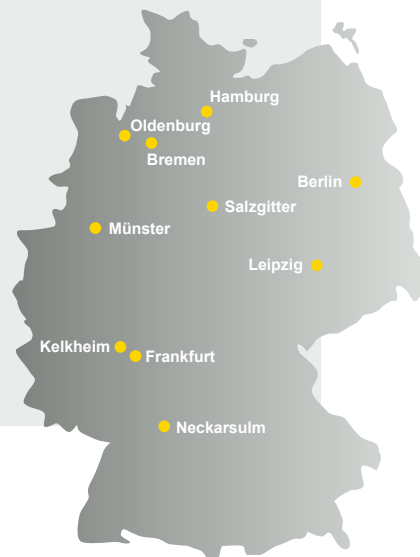 Hamburg
Oldenburg
Bremen
Berlin
Salzgitter
Münster
Leipzig
Kelkheim
Frankfurt
Neckarsulm